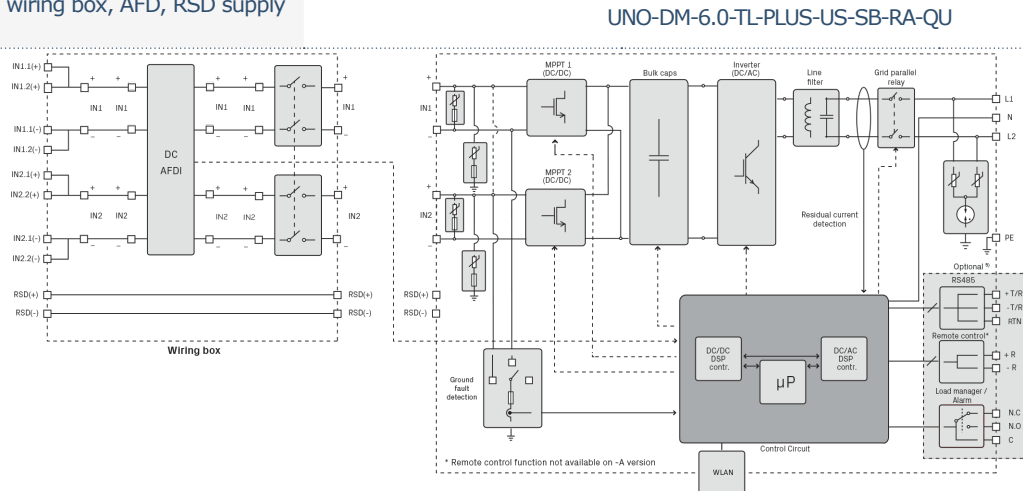 wiring box, AFD, RSD supply
UNO-DM-6.0-TL-PLUS-US-SB-RA-QU
IN1.1(+)
IN1.2(+)
IN1.1(-)
IN1.2(-)
IN2.1(+)
IN2.2(+)
IN2.1(-)
IN2.2(-)
RSD(+)
RSD(-)
+ + + +
IN1 IN1 IN1 IN1 IN1
– – – –
DC
AFDI
+ + + +
IN2 IN2 IN2 IN2 IN2
– – – –
RSD(+)
RSD(-)
Wiring box
+
IN1
–
+
IN2
–
RSD(+)
RSD(-)
MPPT 1
(DC/DC)
MPPT 2
(DC/DC)
Bulk caps
Inverter
(DC/AC)
Line
filter
Grid parallel
relay
L1
N
L2
PE
Residual current
detection
Ground
fault
detection
DC/DC
DSP
contr.
µP
DC/AC
DSP
contr.
Control Circuit
WLAN
* Remote control function not available on -A version
RS485
+ T/R
-T/R
RTN
Remote control*
+ R
- R
Load manager /
Alarm
N.C
N.O
C